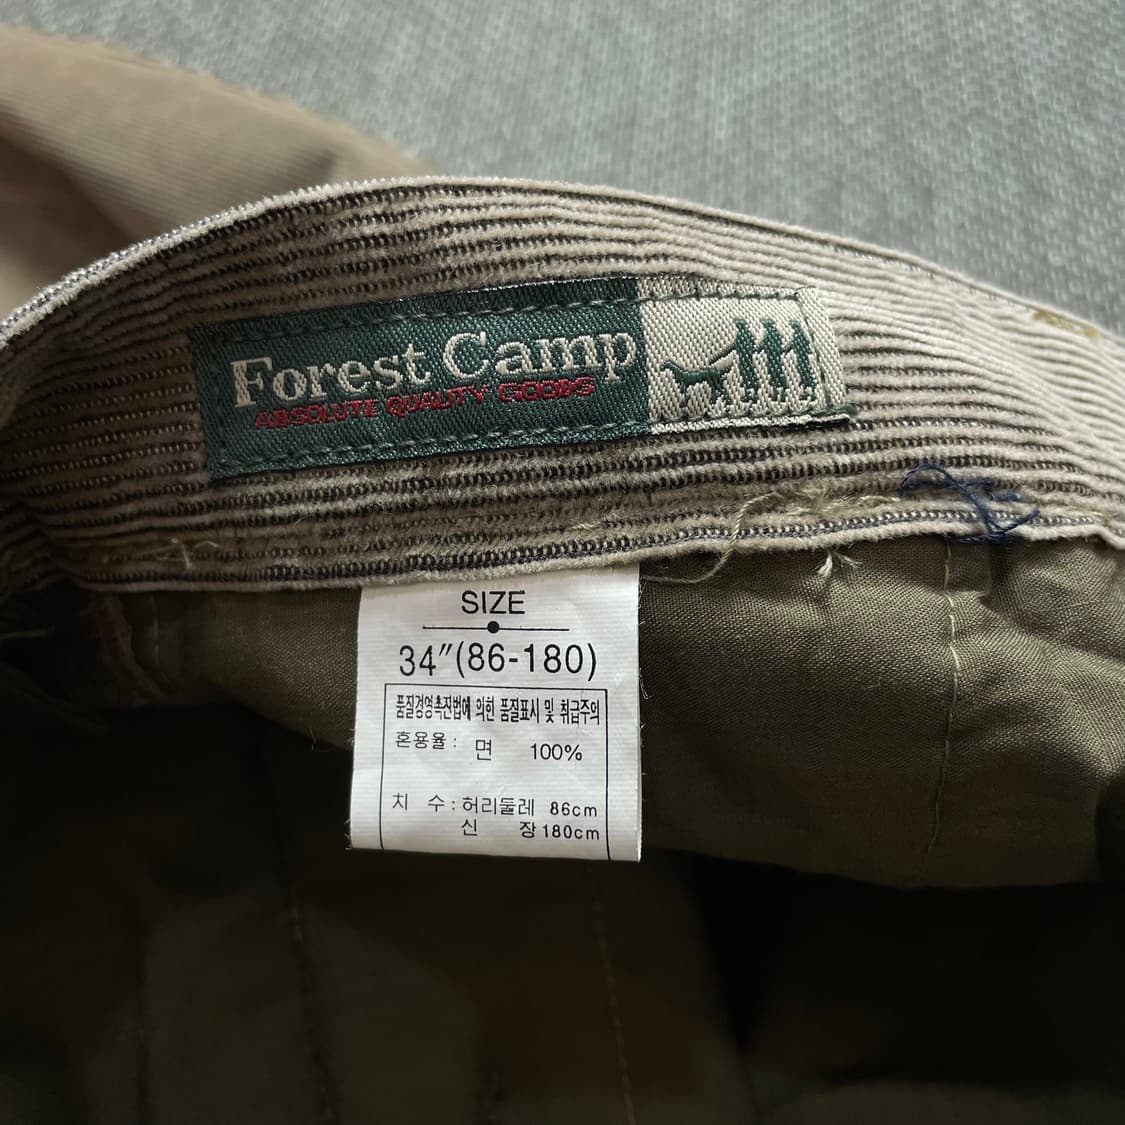 Forest Camp
ABSOLUTE QUALITY GOODS
SIZE
34″(86-180)
품질경영촉진법에 의한 품질표시 및 취급주의
혼용율 : 면 100%
치 수 : 허리둘레 86cm
신 장 180cm